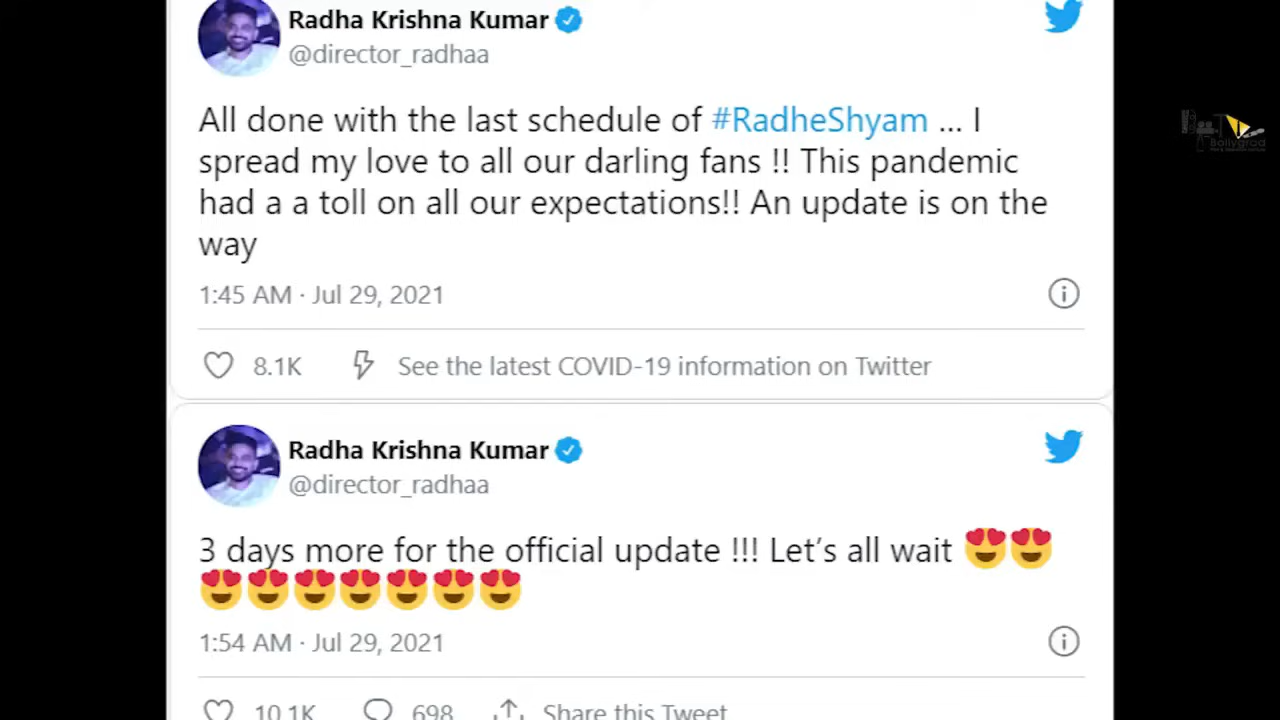 Radha Krishna Kumar
@director_radhaa
All done with the last schedule of #RadheShyam ... I
spread my love to all our darling fans !! This pandemic
had a a toll on all our expectations!! An update is on the
way
1:45 AM · Jul 29, 2021
8.1K See the latest COVID-19 information on Twitter
Radha Krishna Kumar
@director_radhaa
3 days more for the official update !!! Let’s all wait 😍😍
😍😍😍😍😍😍😍
1:54 AM · Jul 29, 2021
10.1K 698 Share this Tweet
Bollygrad